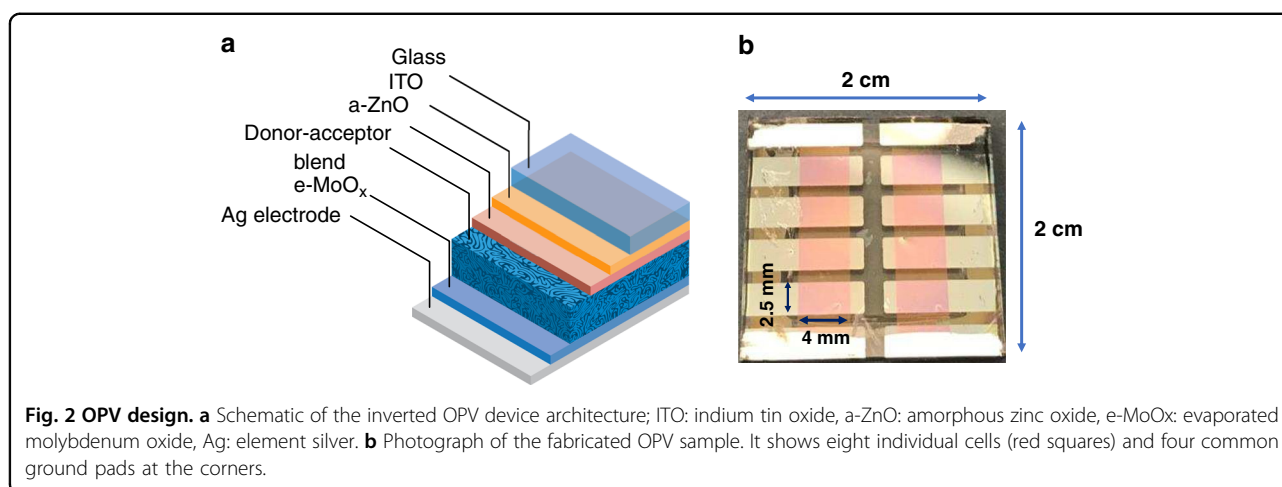 a
Glass
ITO
a-ZnO
Donor-acceptor
blend
e-MoOx
Ag electrode
b
2 cm
2 cm
2.5 mm
4 mm
Fig. 2 OPV design. a Schematic of the inverted OPV device architecture; ITO: indium tin oxide, a-ZnO: amorphous zinc oxide, e-MoOx: evaporated
molybdenum oxide, Ag: element silver. b Photograph of the fabricated OPV sample. It shows eight individual cells (red squares) and four common
ground pads at the corners.